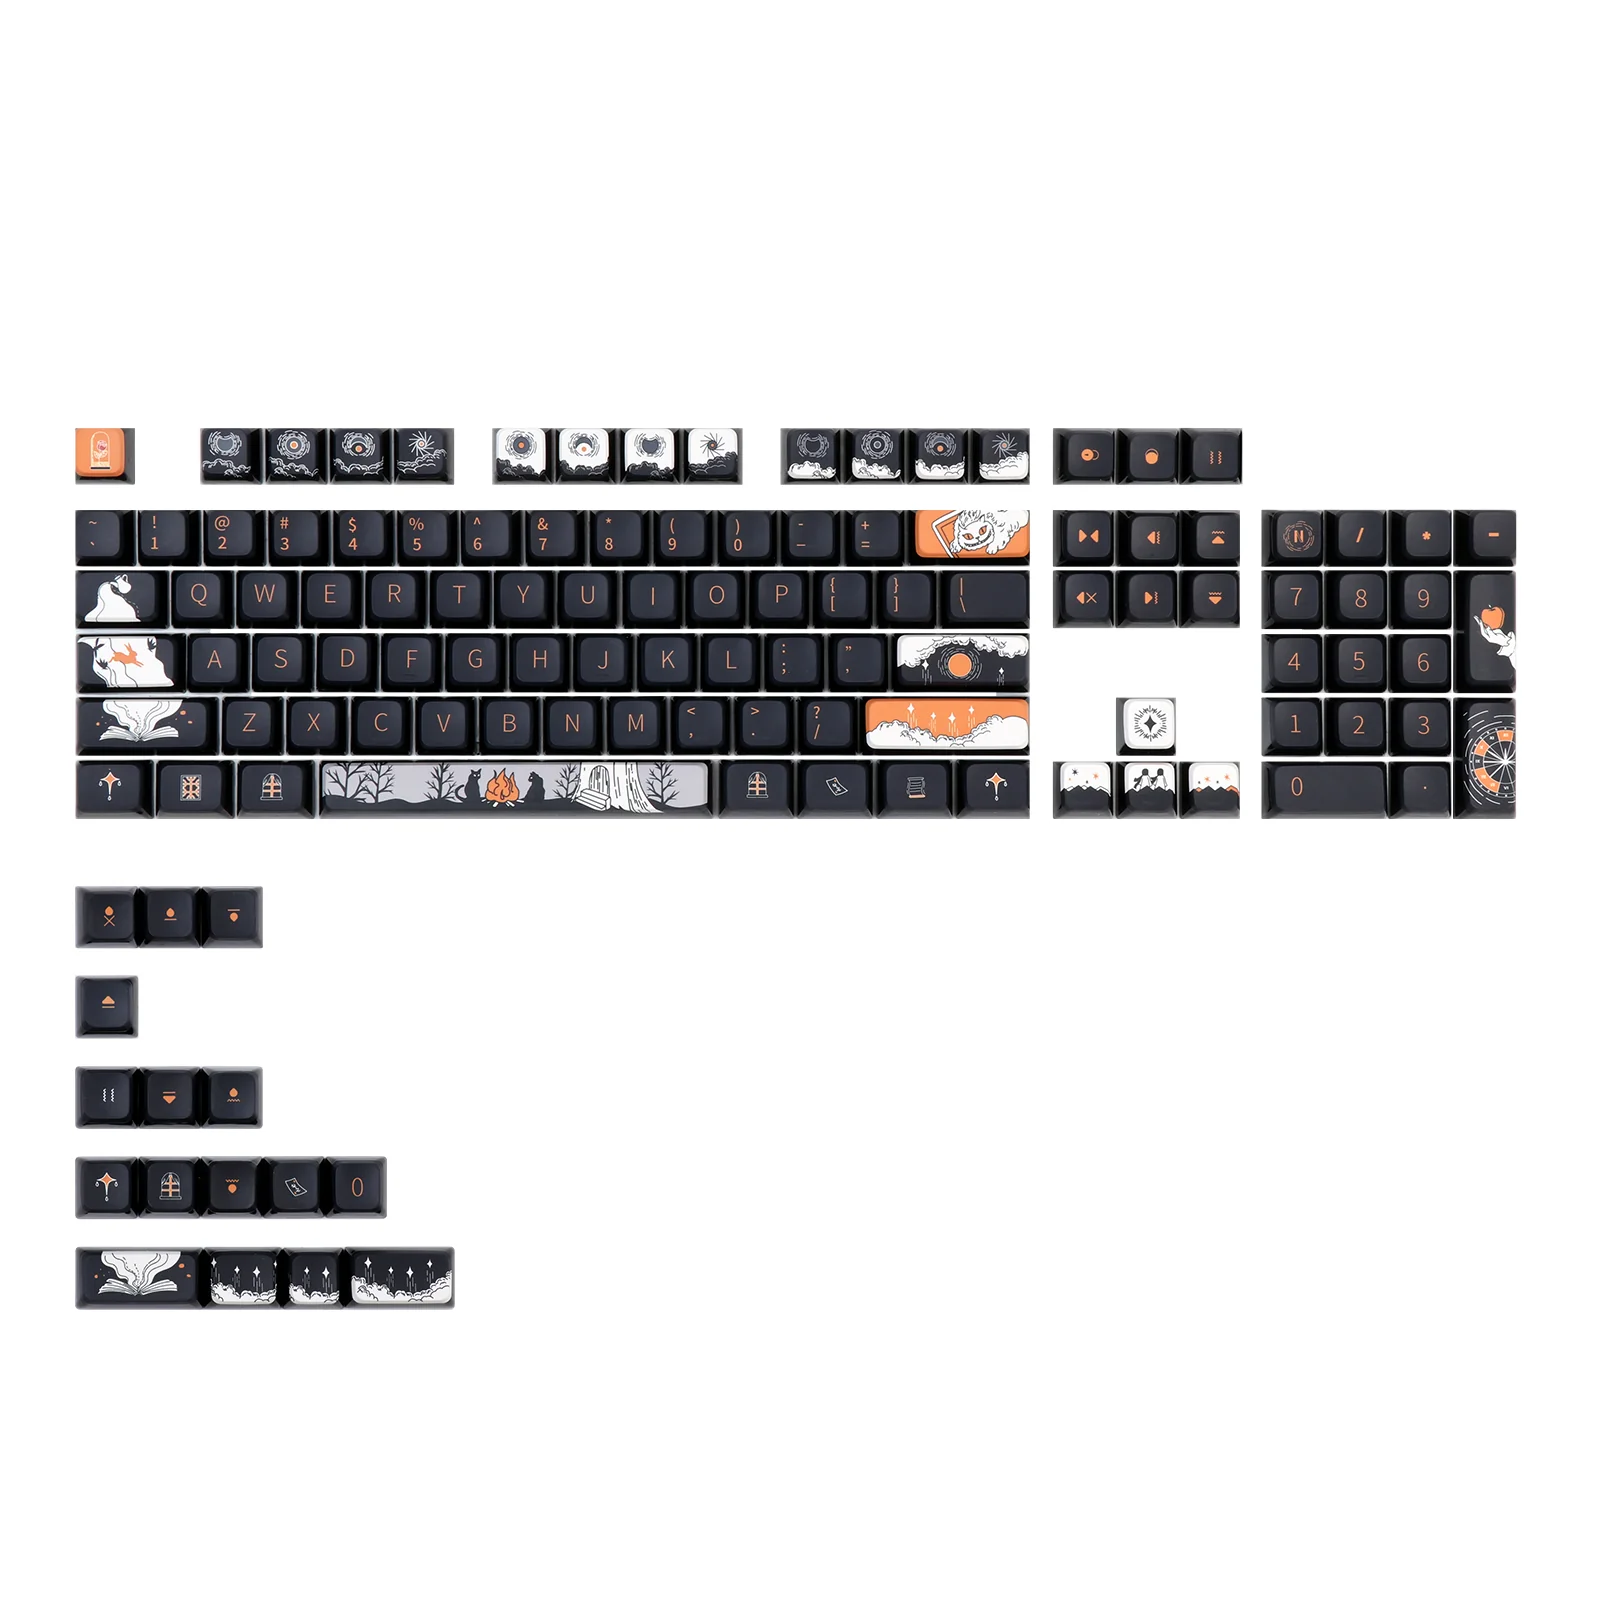 ~ ! @ # $ % ^ & * ( ) - +
` 1 2 3 4 5 6 7 8 9 0 _ =
N / * -
Q W E R T Y U I O P { } |
[ ] \
7 8 9
A S D F G H J K L : "
; ,
4 5 6
Z X C V B N M < > ?
, . /
1 2 3
0 .
0